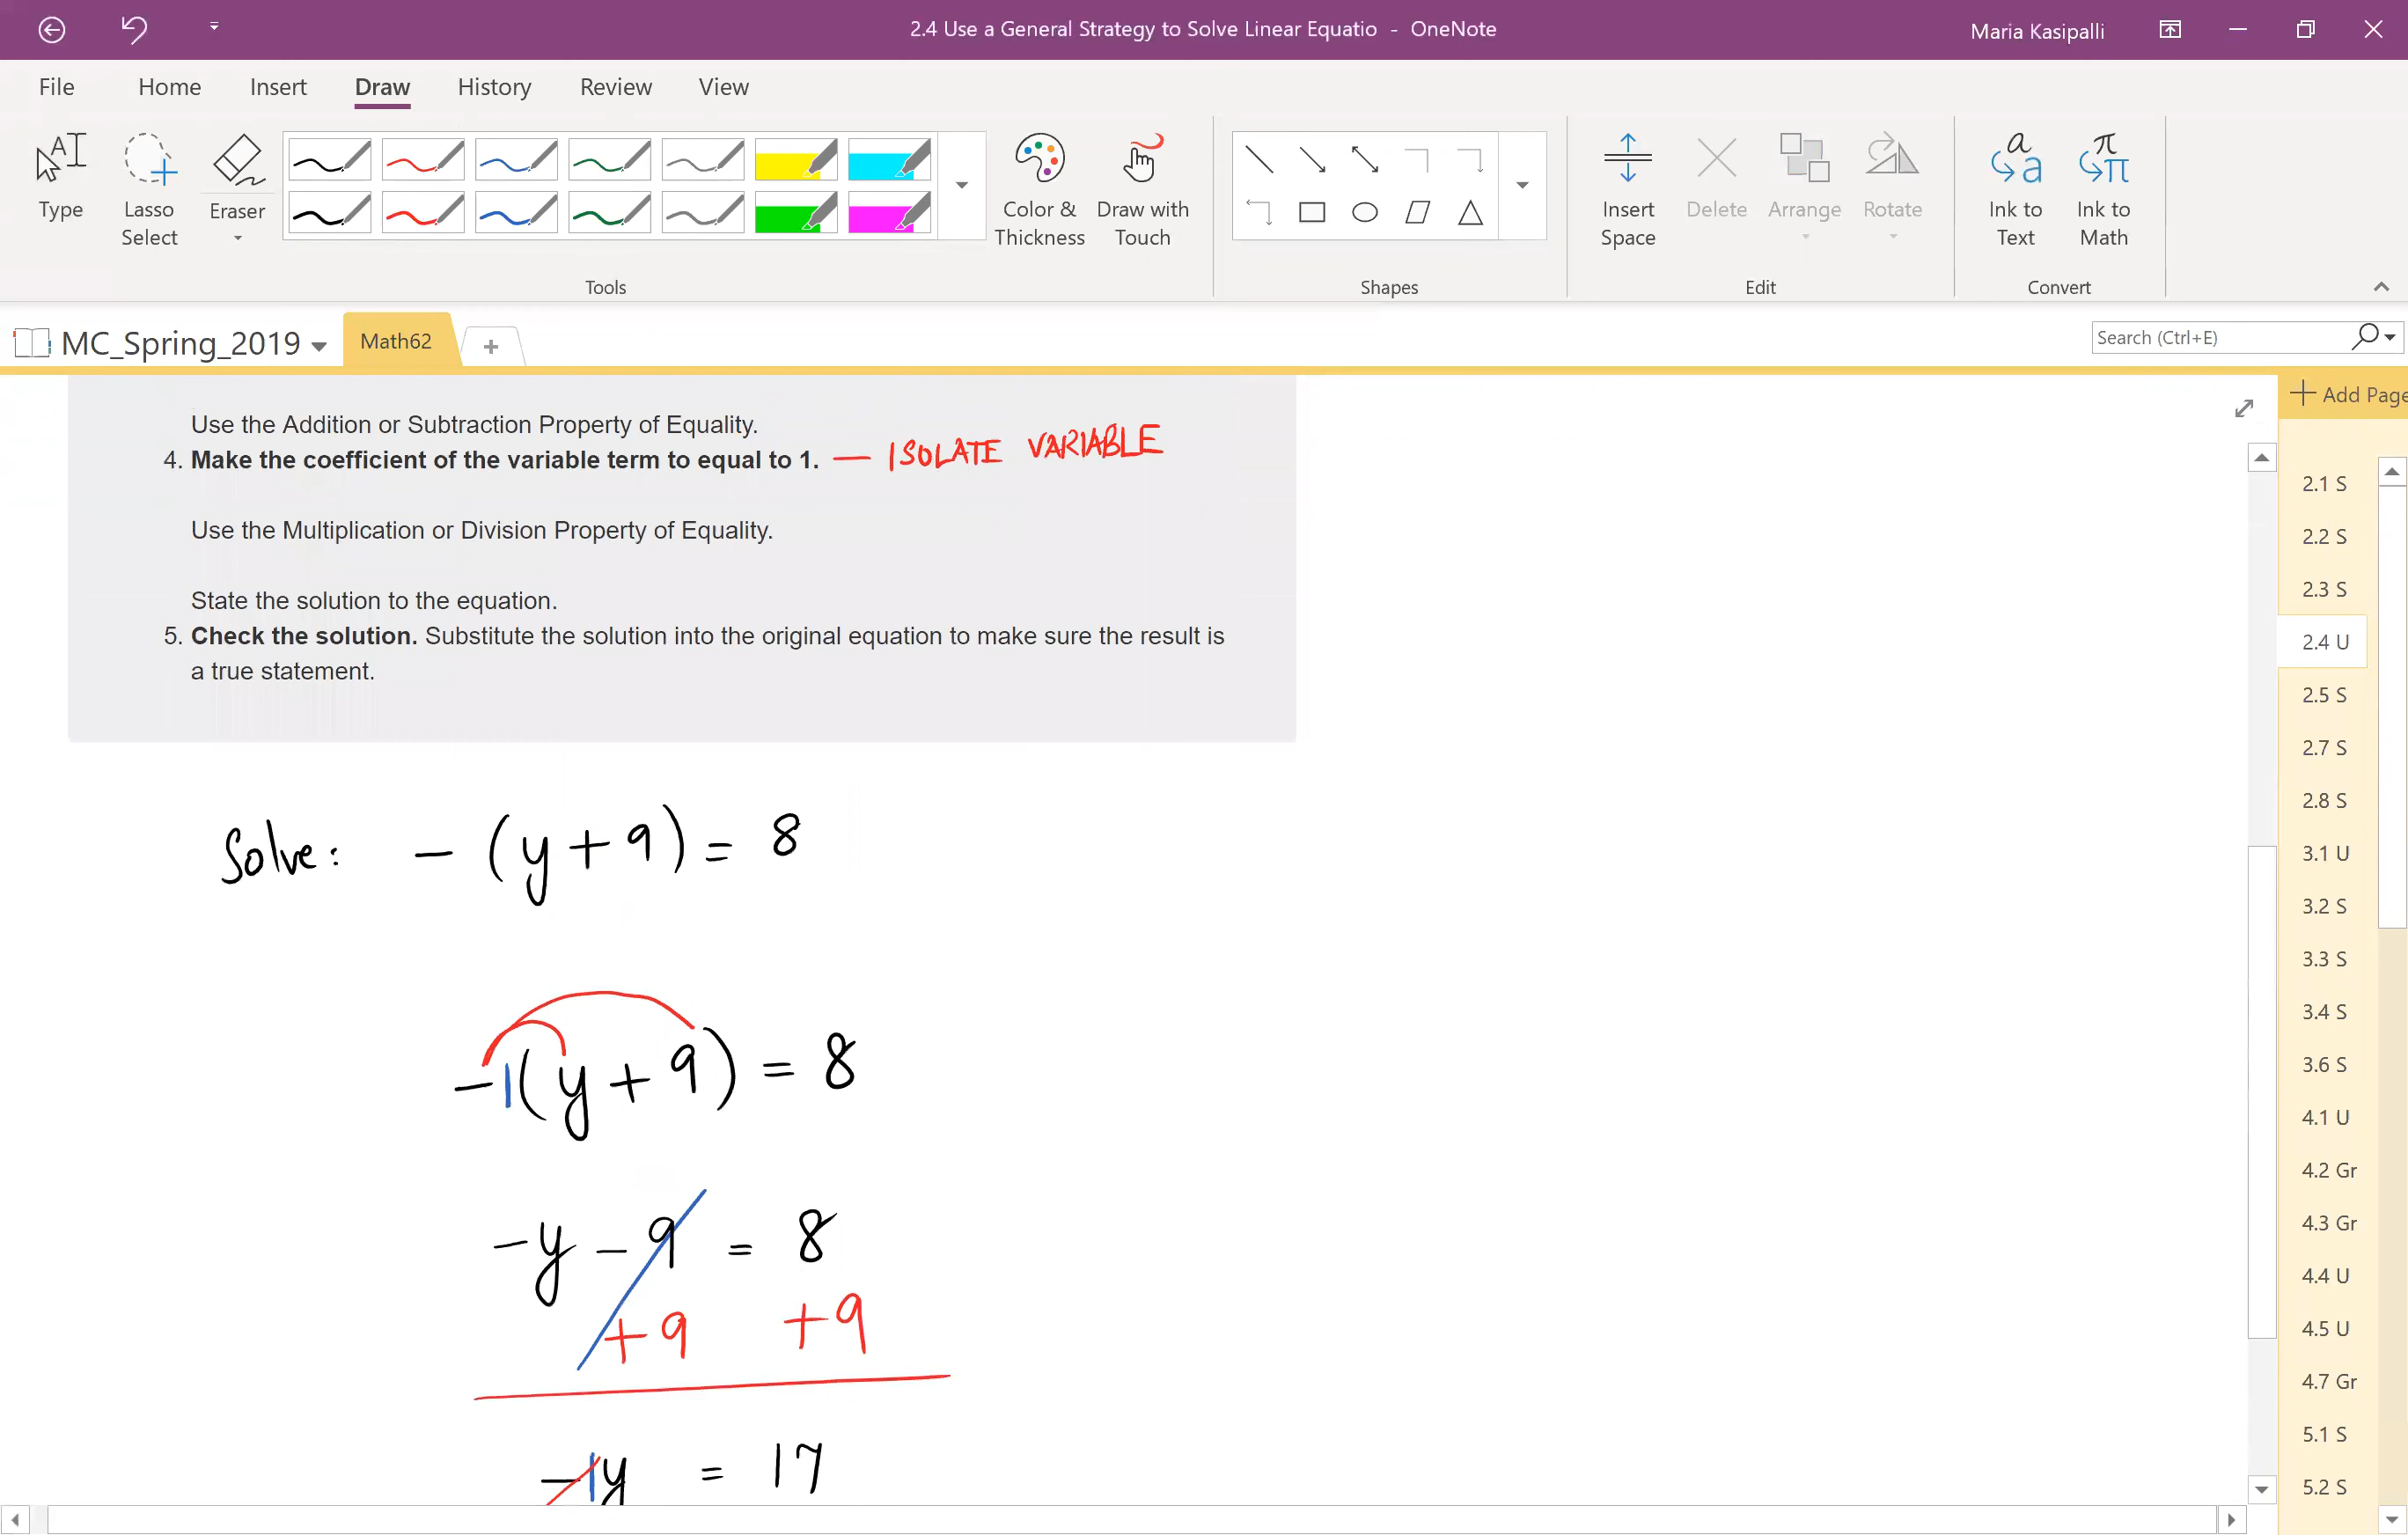 2.4 Use a General Strategy to Solve Linear Equatio - OneNote
Maria Kasipalli
File Home Insert Draw History Review View
Type
Lasso Select
Eraser
Color & Thickness
Draw with Touch
Insert Space
Delete
Arrange
Rotate
Ink to Text
Ink to Math
Tools
Shapes
Edit
Convert
MC_Spring_2019
Math62
Search (Ctrl+E)
Add Page
Use the Addition or Subtraction Property of Equality.
4. Make the coefficient of the variable term to equal to 1. — ISOLATE VARIABLE
Use the Multiplication or Division Property of Equality.
State the solution to the equation.
5. Check the solution. Substitute the solution into the original equation to make sure the result is
a true statement.
Solve: - (y + 9) = 8
-1(y + 9) = 8
-y - 9 = 8
+9 +9
-1y = 17
2.1 S
2.2 S
2.3 S
2.4 U
2.5 S
2.7 S
2.8 S
3.1 U
3.2 S
3.3 S
3.4 S
3.6 S
4.1 U
4.2 Gr
4.3 Gr
4.4 U
4.5 U
4.7 Gr
5.1 S
5.2 S